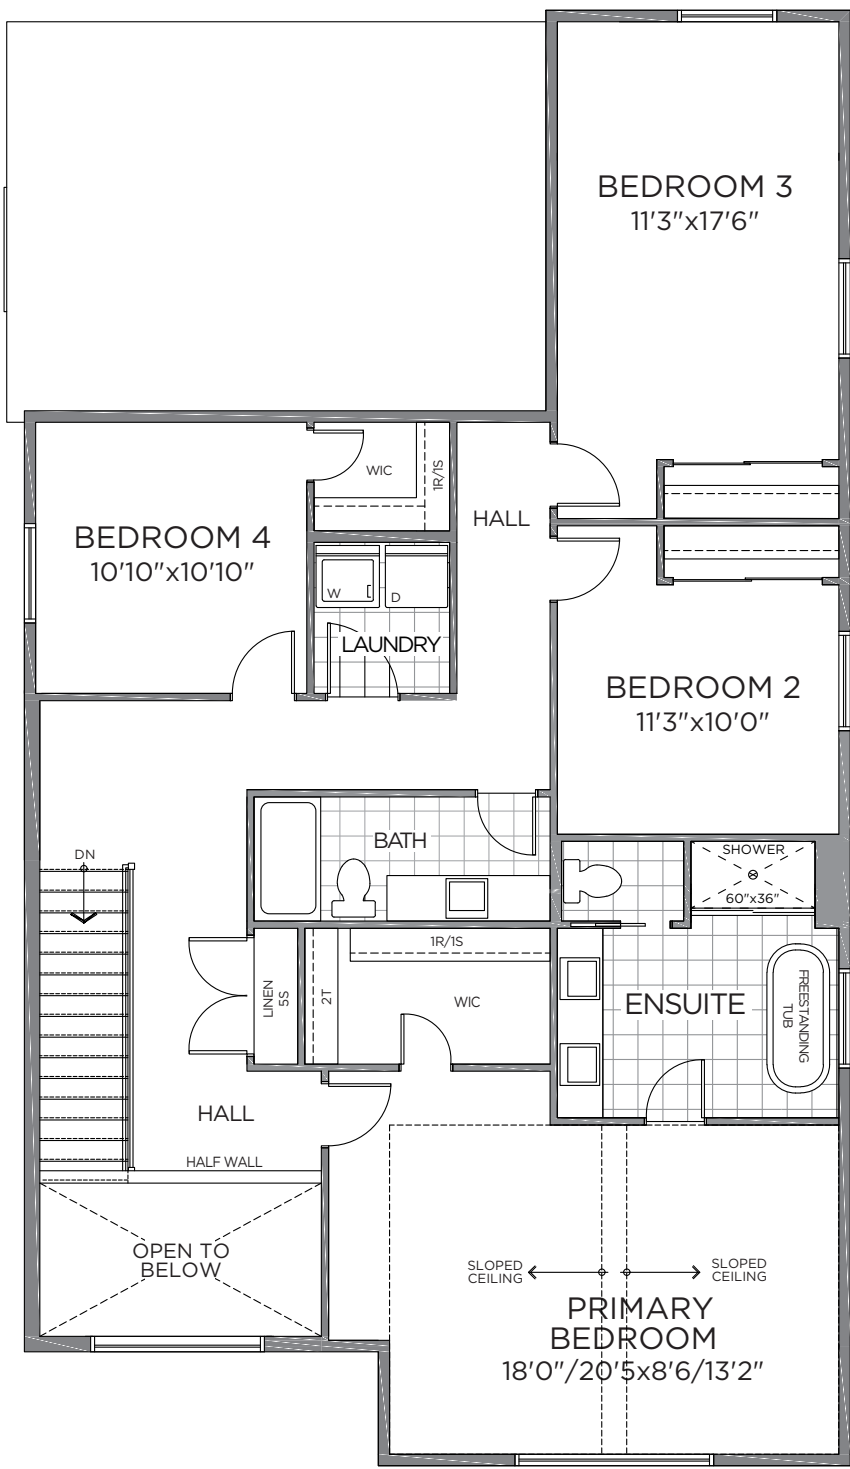 BEDROOM 3
11'3"x17'6"
WIC
1R/1S
HALL
BEDROOM 4
10'10"x10'10"
W
D
LAUNDRY
BEDROOM 2
11'3"x10'0"
BATH
DN
SHOWER
60"x36"
1R/1S
LINEN
5S
2T
WIC
ENSUITE
FREESTANDING
TUB
HALL
HALF WALL
OPEN TO
BELOW
SLOPED
CEILING
SLOPED
CEILING
PRIMARY
BEDROOM
18'0"/20'5x8'6/13'2"